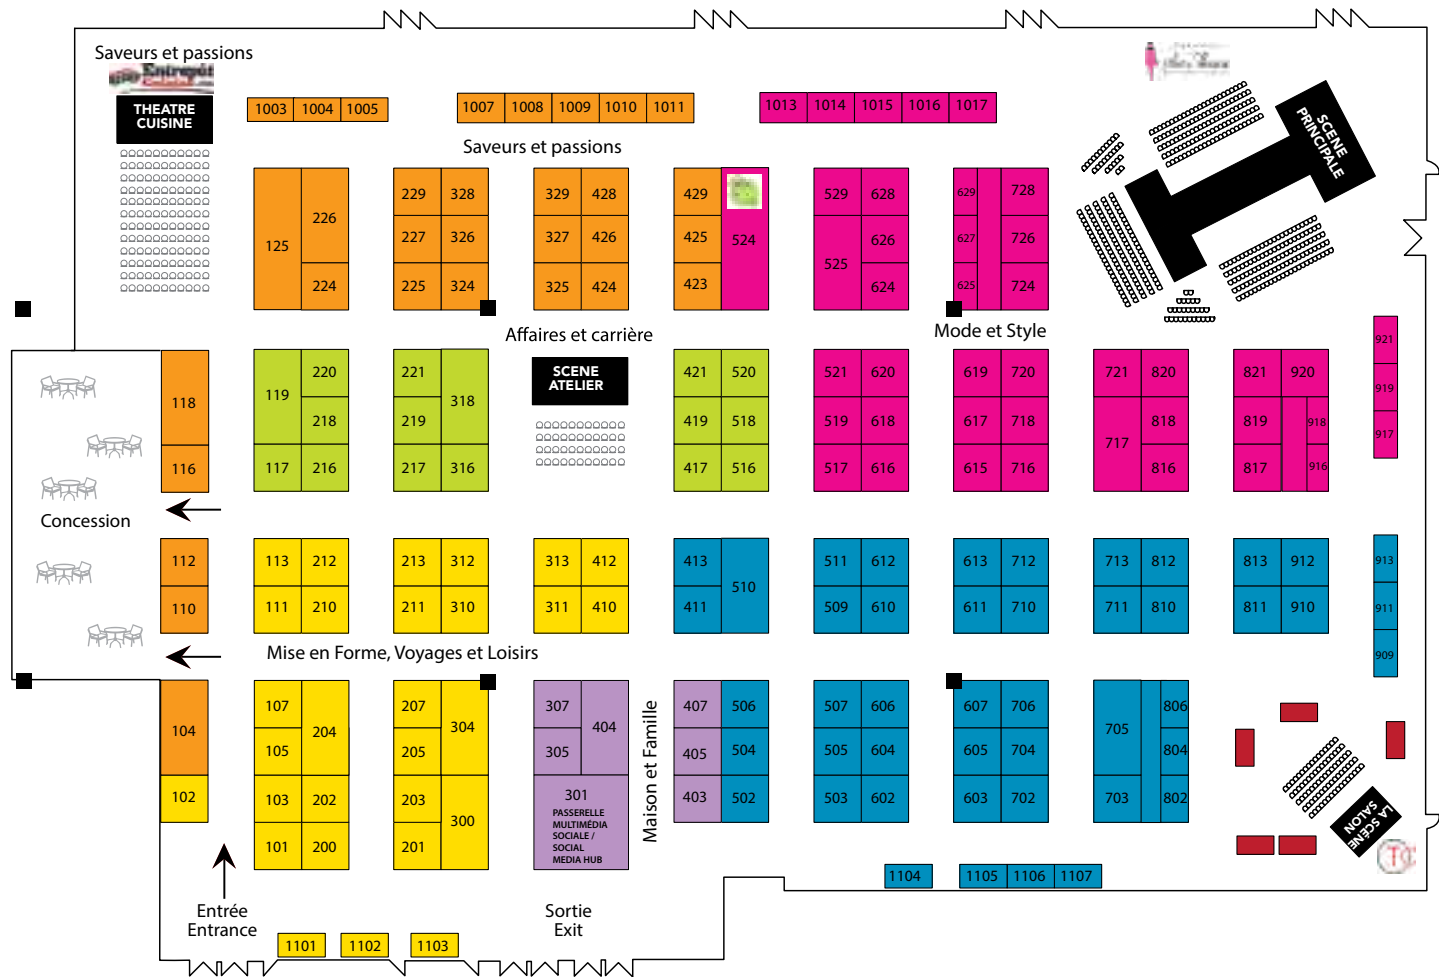 Saveurs et passions
Entrepôt
THEATRE
CUISINE
1003 1004 1005
1007 1008 1009 1010 1011
1013 1014 1015 1016 1017
SCENE
PRINCIPALE
Saveurs et passions
125 226 224
229 328
227 326
225 324
329 428
327 426
325 424
429
425
423
524
529 628
525 626
624
629 728
627 726
625 724
Affaires et carrière
Mode et Style
SCENE
ATELIER
118
116
119 220
218
117 216
221 318
219
217 316
421 520
419 518
417 516
521 620
519 618
517 616
619 720
617 718
615 716
721 820
717 818
816
821 920
819 918
817 916
921
919
917
Concession
112
110
113 212
111 210
213 312
211 310
313 412
311 410
413 510
411
511 612
509 610
613 712
611 710
713 812
711 810
813 912
811 910
913
911
909
Mise en Forme, Voyages et Loisirs
104
102
107 204
105
103 202
101 200
207 304
205
203 300
201
307 404
305
301
PASSERELLE
MULTIMÉDIA
SOCIALE /
SOCIAL
MEDIA HUB
Maison et Famille
407 506
405 504
403 502
507 606
505 604
503 602
607 706
605 704
603 702
705 806
804
703 802
LA SCÈNE
SALON
1104
1105 1106 1107
Entrée
Entrance
Sortie
Exit
1101 1102 1103